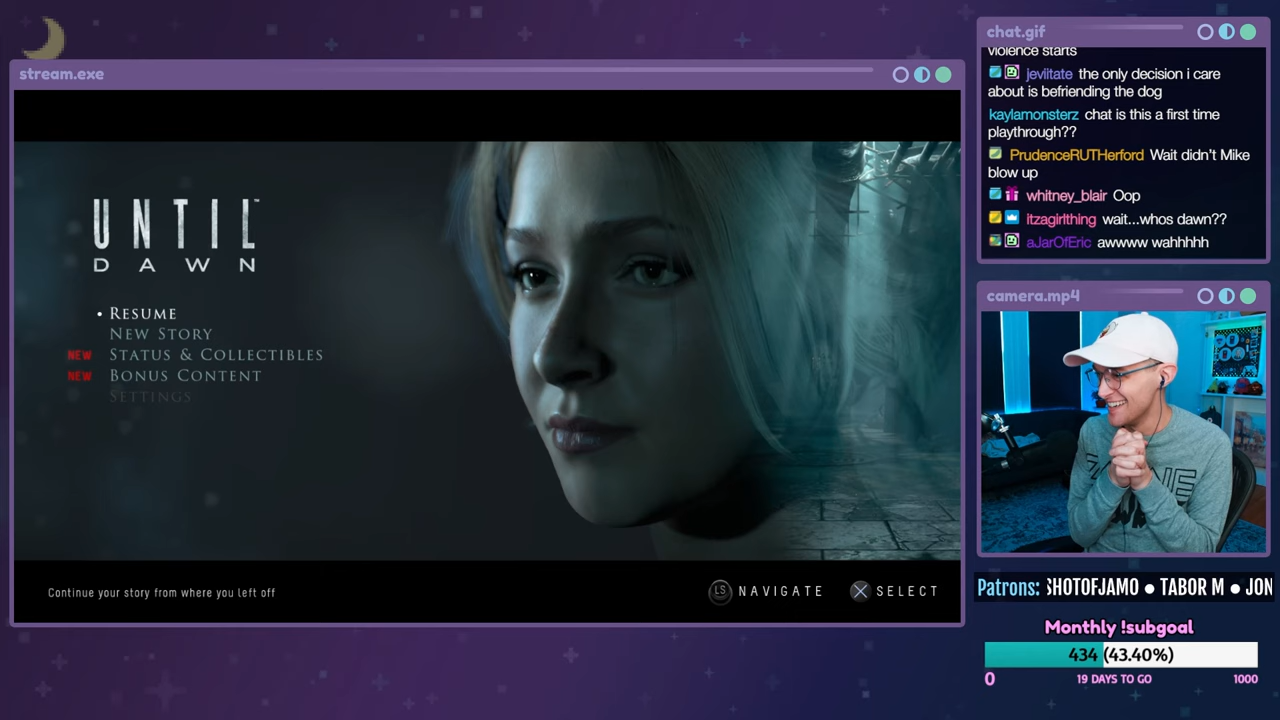 stream.exe
UNTIL™
DAWN
• RESUME
NEW STORY
NEW STATUS & COLLECTIBLES
NEW BONUS CONTENT
SETTINGS
Continue your story from where you left off
LS NAVIGATE
SELECT
chat.gif
violence starts
jeviltate the only decision i care
about is befriending the dog
kaylamonsterz chat is this a first time
playthrough??
PrudenceRUTHerford Wait didn't Mike
blow up
whitney_blair Oop
itzagirlthing wait...whos dawn??
aJarOfEric awwww wahhhhh
camera.mp4
Patrons: SHOTOFJAMO ● TABOR M ● JON
Monthly !subgoal
434 (43.40%)
0 19 DAYS TO GO 1000